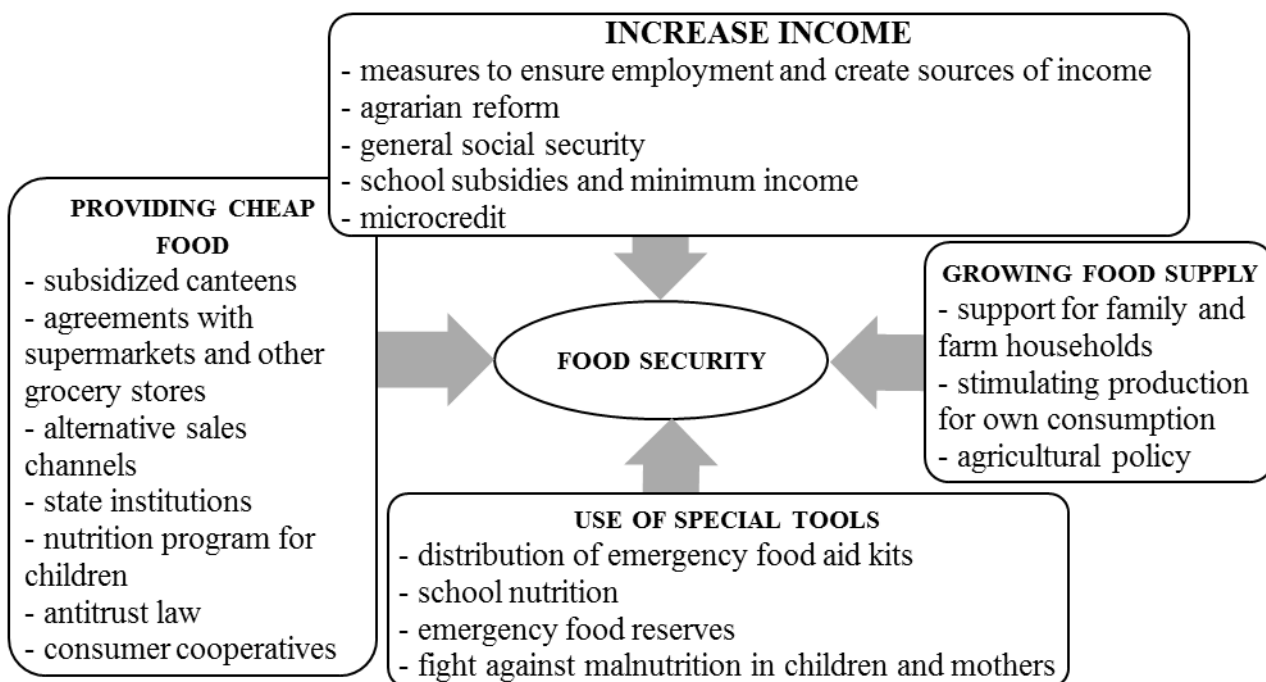 INCREASE INCOME
- measures to ensure employment and create sources of income
- agrarian reform
- general social security
- school subsidies and minimum income
- microcredit
PROVIDING CHEAP
FOOD
- subsidized canteens
- agreements with
supermarkets and other
grocery stores
- alternative sales
channels
- state institutions
- nutrition program for
children
- antitrust law
- consumer cooperatives
FOOD SECURITY
GROWING FOOD SUPPLY
- support for family and
farm households
- stimulating production
for own consumption
- agricultural policy
USE OF SPECIAL TOOLS
- distribution of emergency food aid kits
- school nutrition
- emergency food reserves
- fight against malnutrition in children and mothers